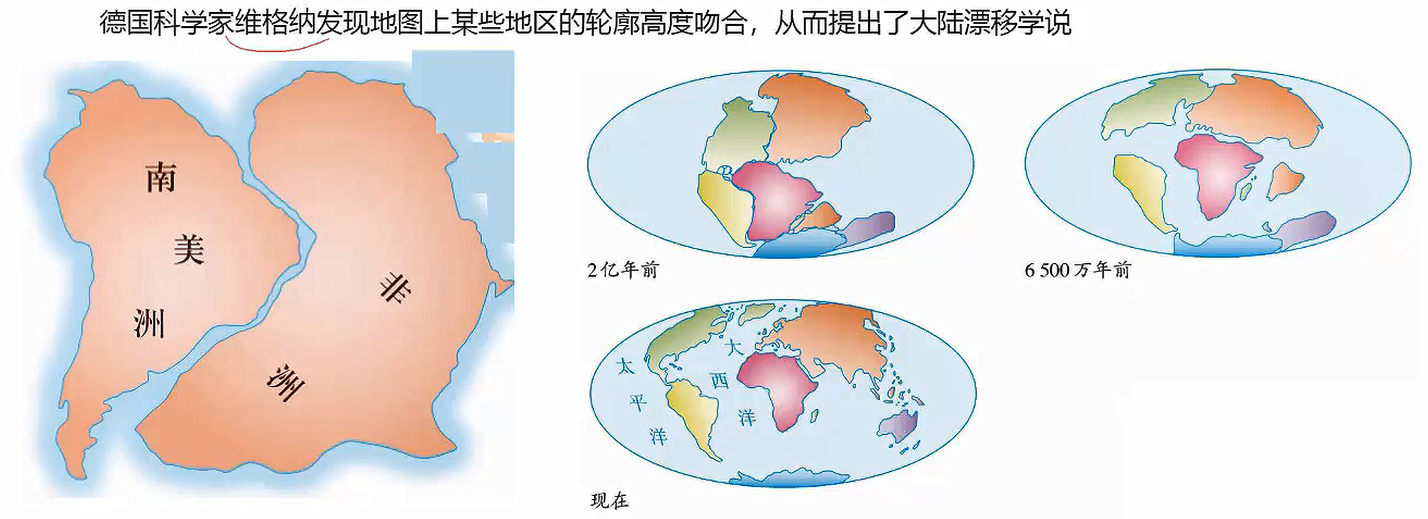 德国科学家维格纳发现地图上某些地区的轮廓高度吻合，从而提出了大陆漂移学说
南
美
洲
非
洲
2亿年前
6 500万年前
太
平
洋
大
西
洋
现在